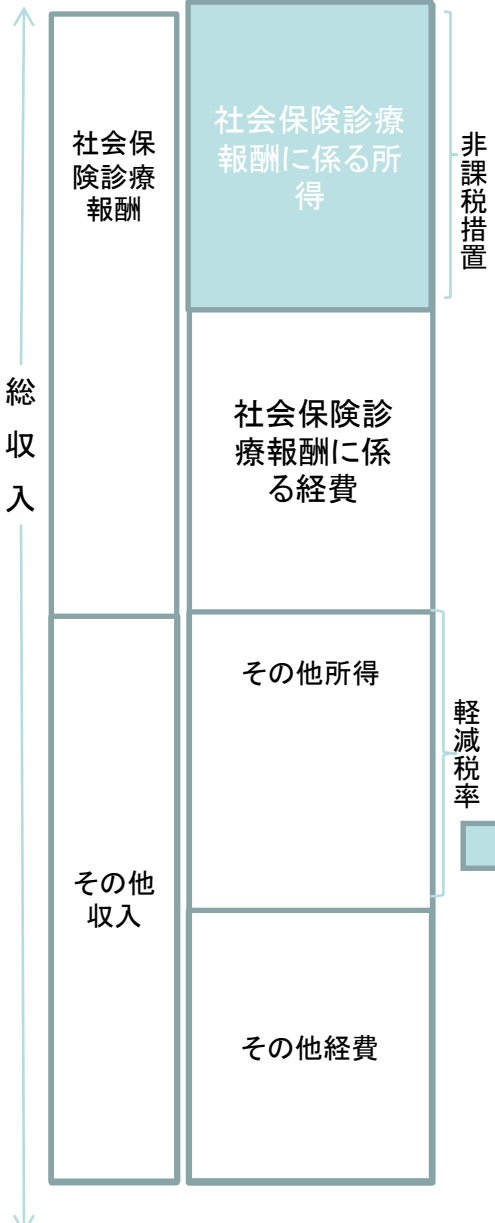 総収入
社会保
険診療
報酬
その他
収入
社会保険診療
報酬に係る所
得
社会保険診
療報酬に係
る経費
その他所得
その他経費
非課税措置
軽減税率